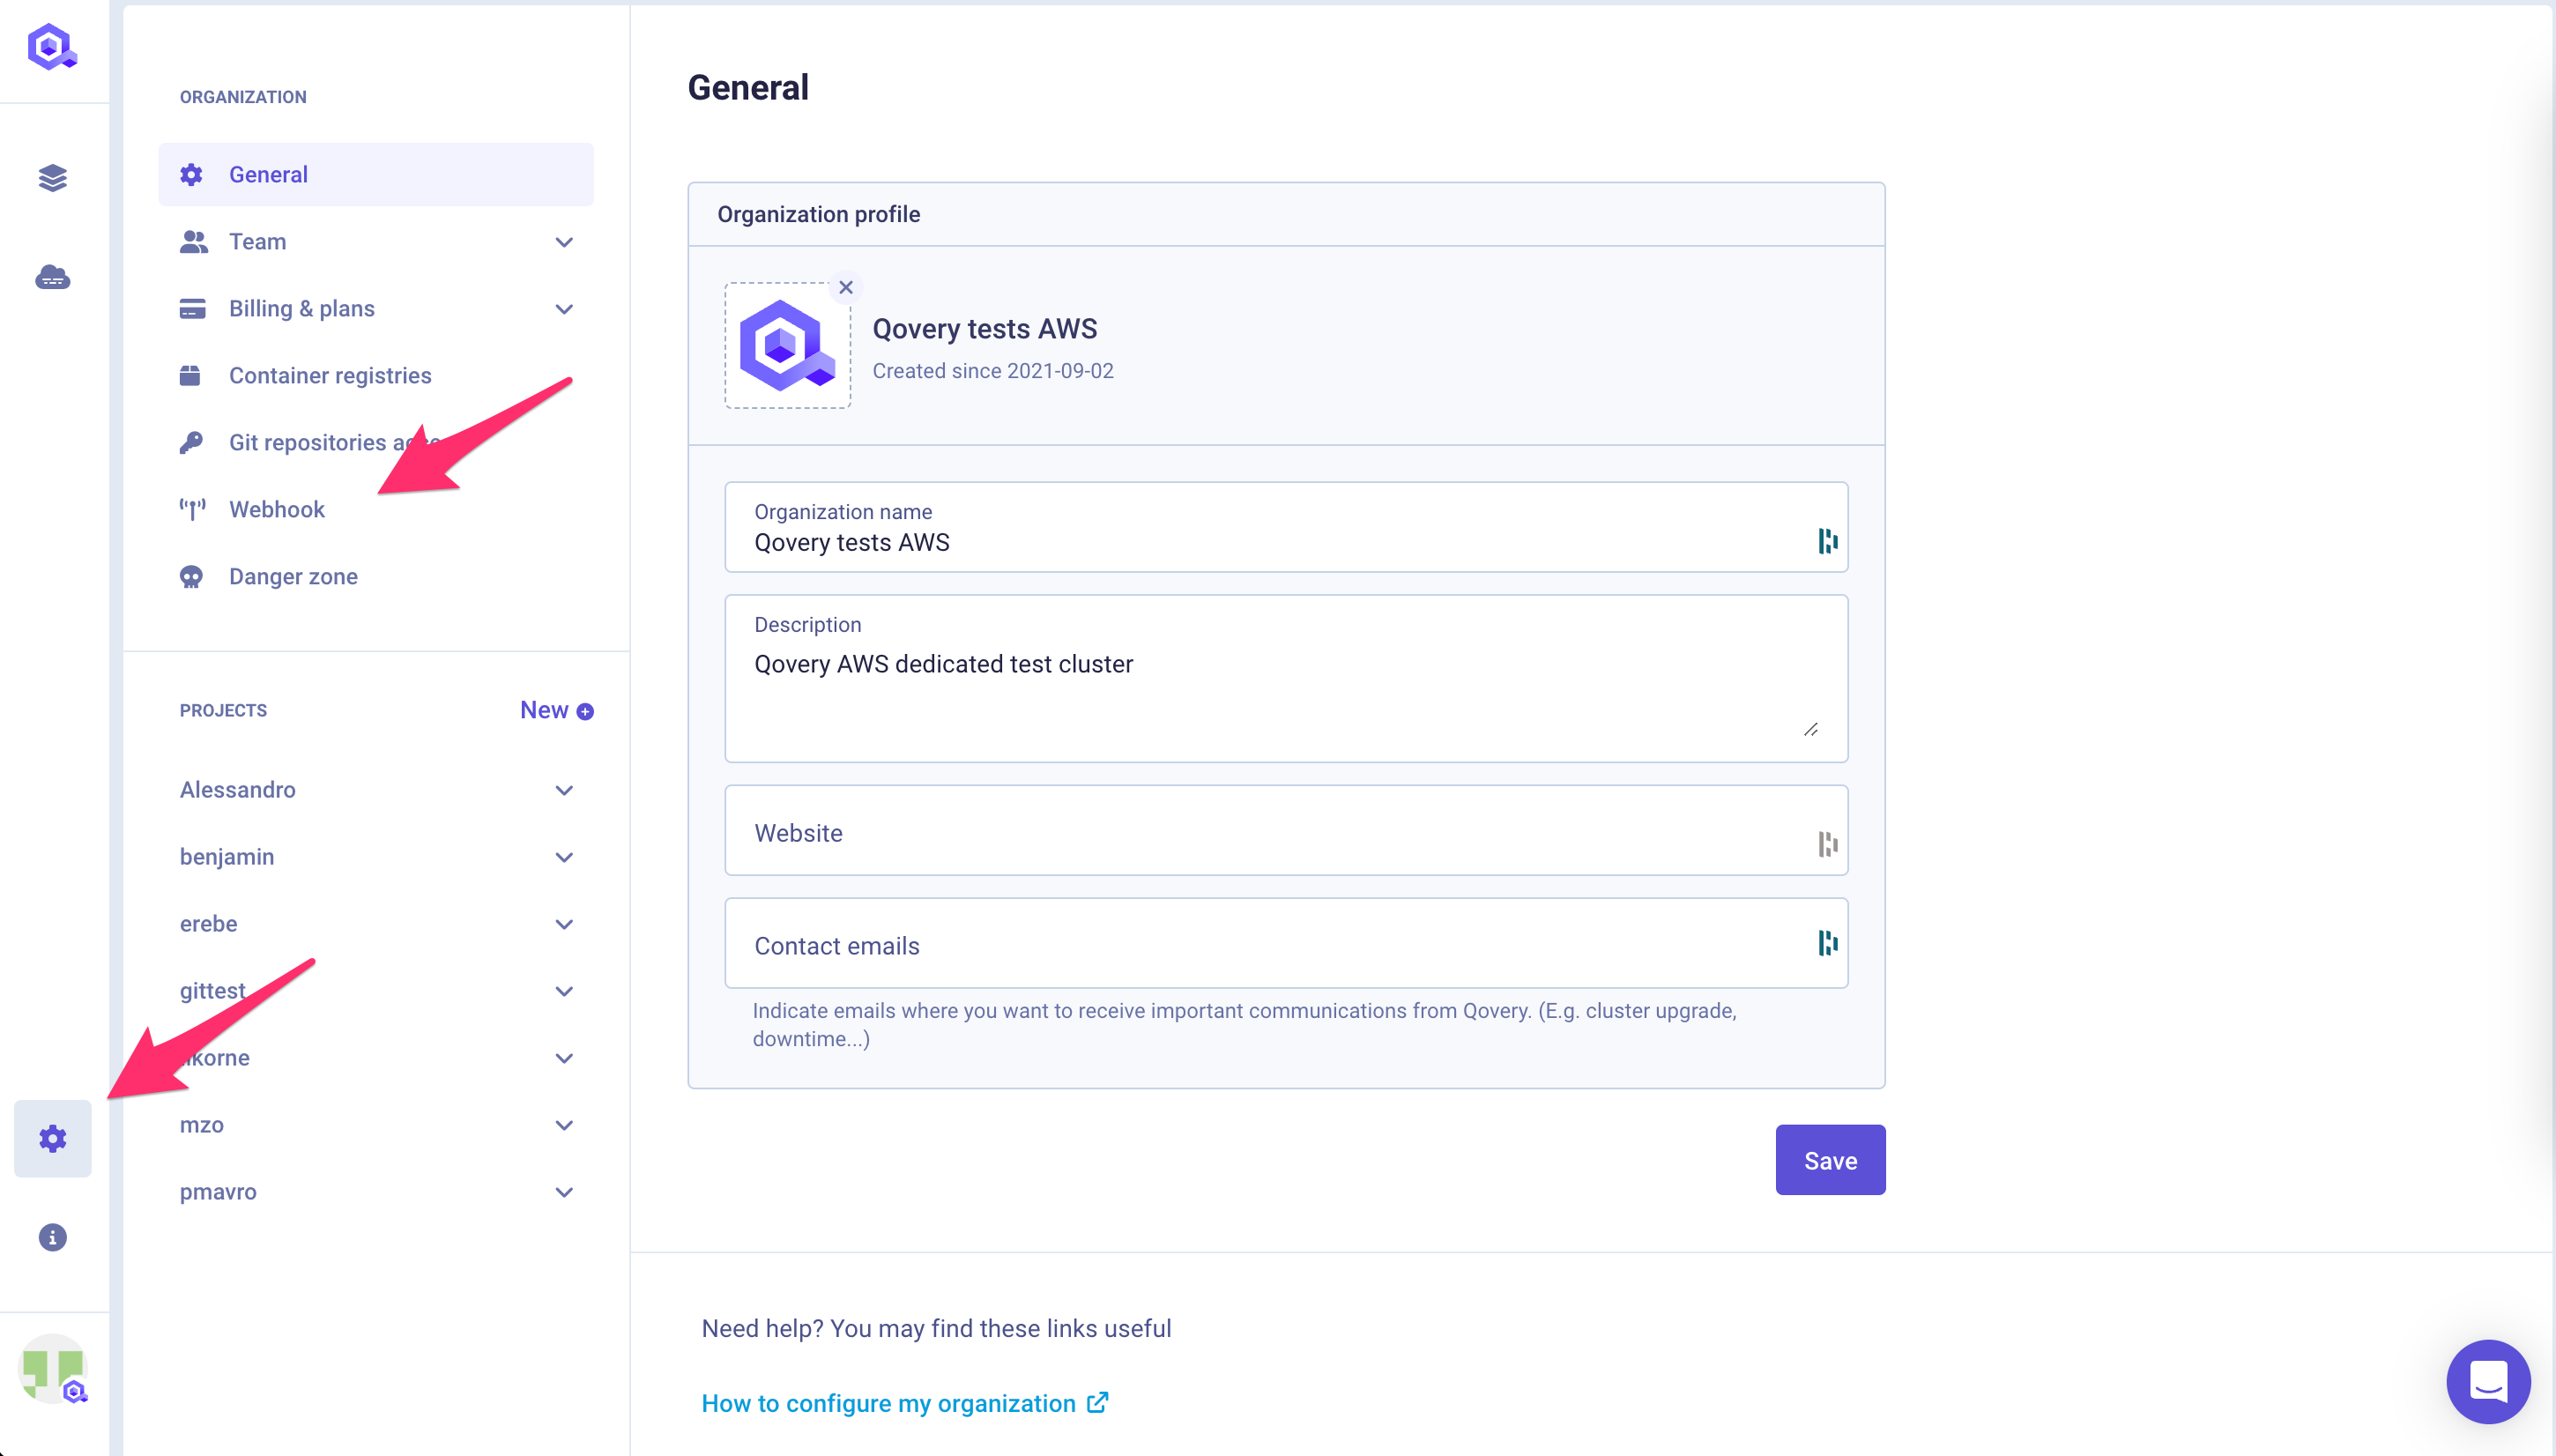 ORGANIZATION
General
Team
Billing & plans
Container registries
Git repositories
Webhook
Danger zone
PROJECTS
New
Alessandro
benjamin
erebe
gittest
mzo
pmavro
General
Organization profile
Qovery tests AWS
Created since 2021-09-02
Organization name
Qovery tests AWS
Description
Qovery AWS dedicated test cluster
Website
Contact emails
Indicate emails where you want to receive important communications from Qovery. (E.g. cluster upgrade,
downtime...)
Save
Need help? You may find these links useful
How to configure my organization